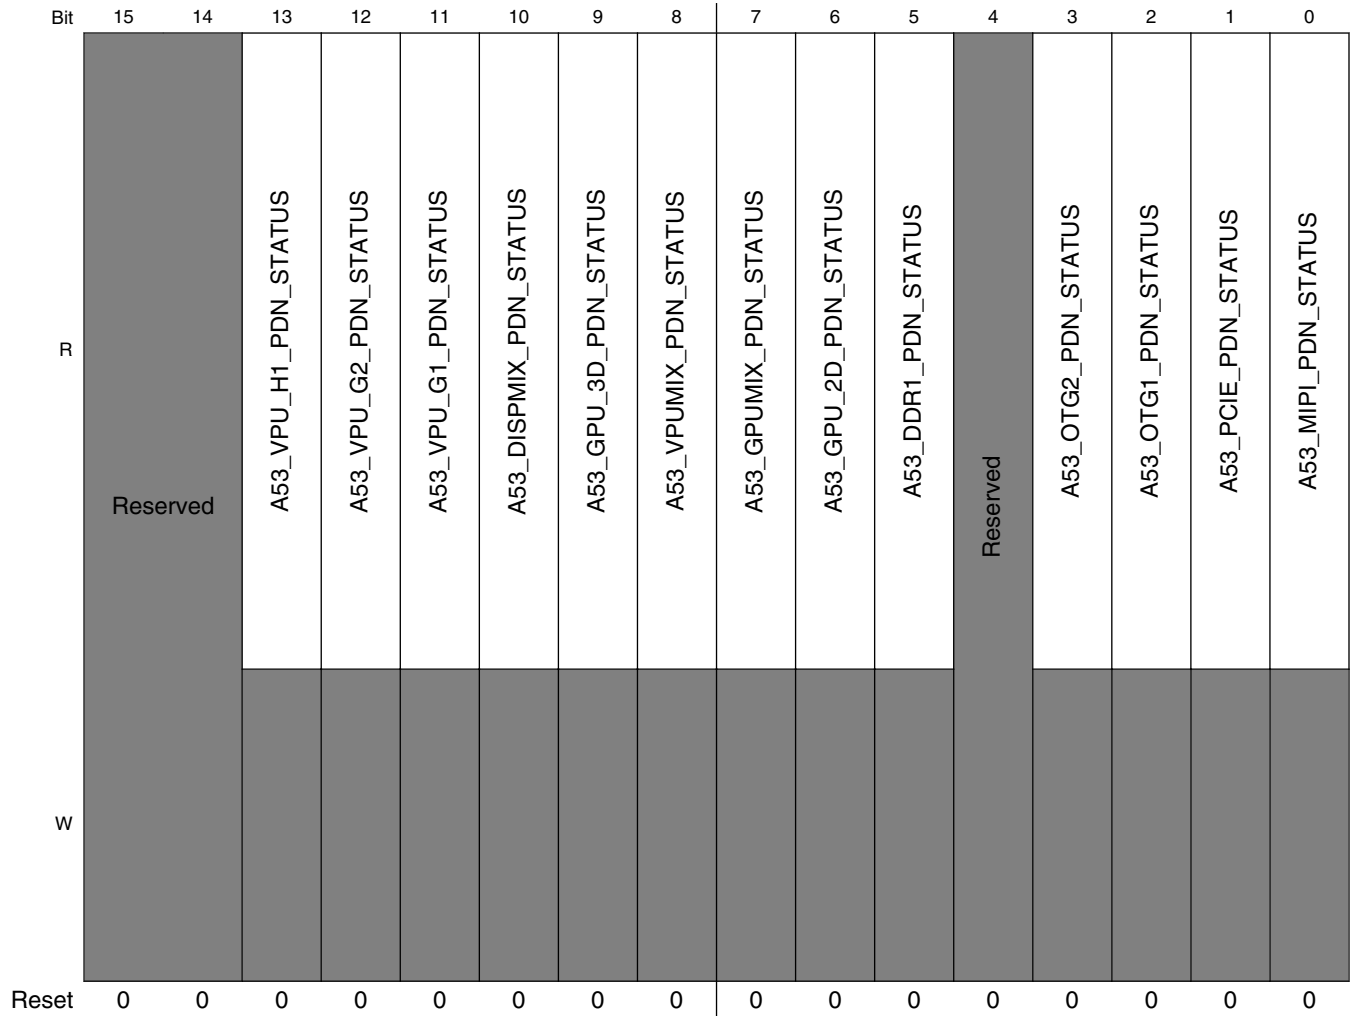 Bit 15 14 13 12 11 10 9 8 7 6 5 4 3 2 1 0
R
Reserved
A53_VPU_H1_PDN_STATUS
A53_VPU_G2_PDN_STATUS
A53_VPU_G1_PDN_STATUS
A53_DISPMIX_PDN_STATUS
A53_GPU_3D_PDN_STATUS
A53_VPUMIX_PDN_STATUS
A53_GPUMIX_PDN_STATUS
A53_GPU_2D_PDN_STATUS
A53_DDR1_PDN_STATUS
Reserved
A53_OTG2_PDN_STATUS
A53_OTG1_PDN_STATUS
A53_PCIE_PDN_STATUS
A53_MIPI_PDN_STATUS
W
Reset 0 0 0 0 0 0 0 0 0 0 0 0 0 0 0 0